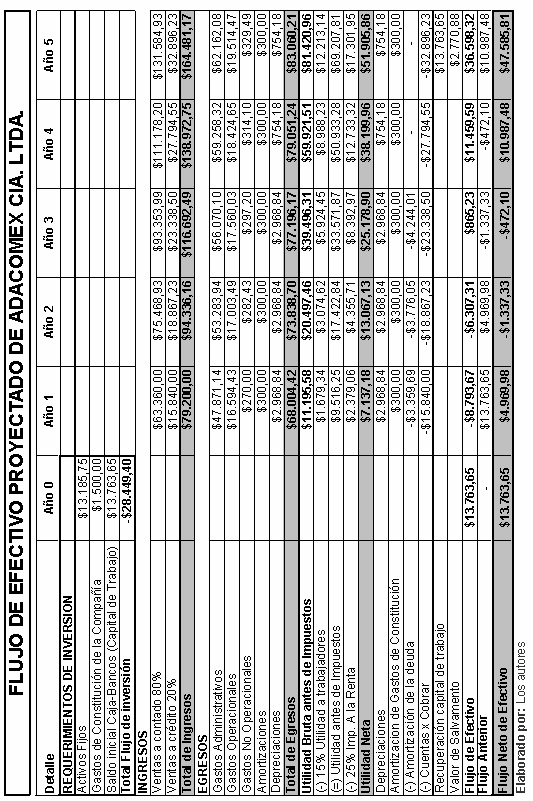 FLUJO DE EFECTIVO PROYECTADO DE ADACOMEX CIA. LTDA.
Detalle Año 0 Año 1 Año 2 Año 3 Año 4 Año 5
REQUERIMIENTOS DE INVERSION
Activos Fijos $13.185,75
Gastos de Constitución de la Compañía $1.500,00
Saldo inicial Caja-Bancos (Capital de Trabajo) $13.763,65
Total Flujo de inversión -$28.449,40
INGRESOS
Ventas a contado 80% $63.360,00 $75.468,93 $93.353,99 $111.178,20 $131.584,93
Ventas a crédito 20% $15.840,00 $18.867,23 $23.338,50 $27.794,55 $32.896,23
Total de Ingresos $79.200,00 $94.336,16 $116.692,49 $138.972,75 $164.481,17
EGRESOS
Gastos Administrativos $47.871,14 $53.283,94 $56.070,10 $59.258,32 $62.162,08
Gastos Operacionales $16.594,43 $17.003,49 $17.560,03 $18.424,65 $19.514,47
Gastos No Operacionales $270,00 $282,43 $297,20 $314,10 $329,49
Amortizaciones $300,00 $300,00 $300,00 $300,00 $300,00
Depreciaciones $2.968,84 $2.968,84 $2.968,84 $754,18 $754,18
Total de Egresos $68.004,42 $73.838,70 $77.196,17 $79.051,24 $83.060,21
Utilidad Bruta antes de Impuestos $11.195,58 $20.497,46 $39.496,31 $59.921,51 $81.420,96
(-) 15% Utilidad a trabajadores $1.679,34 $3.074,62 $5.924,45 $8.988,23 $12.213,14
(=) Utilidad antes de Impuestos $9.516,25 $17.422,84 $33.571,87 $50.933,28 $69.207,81
(-) 25% Imp. A la Renta $2.379,06 $4.355,71 $8.392,97 $12.733,32 $17.301,95
Utilidad Neta $7.137,18 $13.067,13 $25.178,90 $38.199,96 $51.905,86
Depreciaciones $2.968,84 $2.968,84 $2.968,84 $754,18 $754,18
Amortización de Gastos de Constitución $300,00 $300,00 $300,00 $300,00 $300,00
(-) Amortización de la deuda -$3.359,69 -$3.776,05 -$4.244,01 - -
(-) Cuentas x Cobrar -$15.840,00 -$18.867,23 -$23.338,50 -$27.794,55 -$32.896,23
Recuperación capital de trabajo $13.763,65
Valor de Salvamento $2.770,88
Flujo de Efectivo $13.763,65 -$8.793,67 -$6.307,31 $865,23 $11.459,59 $36.598,32
Flujo Anterior - $13.763,65 $4.969,98 -$1.337,33 -$472,10 $10.987,48
Flujo Neto de Efectivo $13.763,65 $4.969,98 -$1.337,33 -$472,10 $10.987,48 $47.585,81
Elaborado por: Los autores